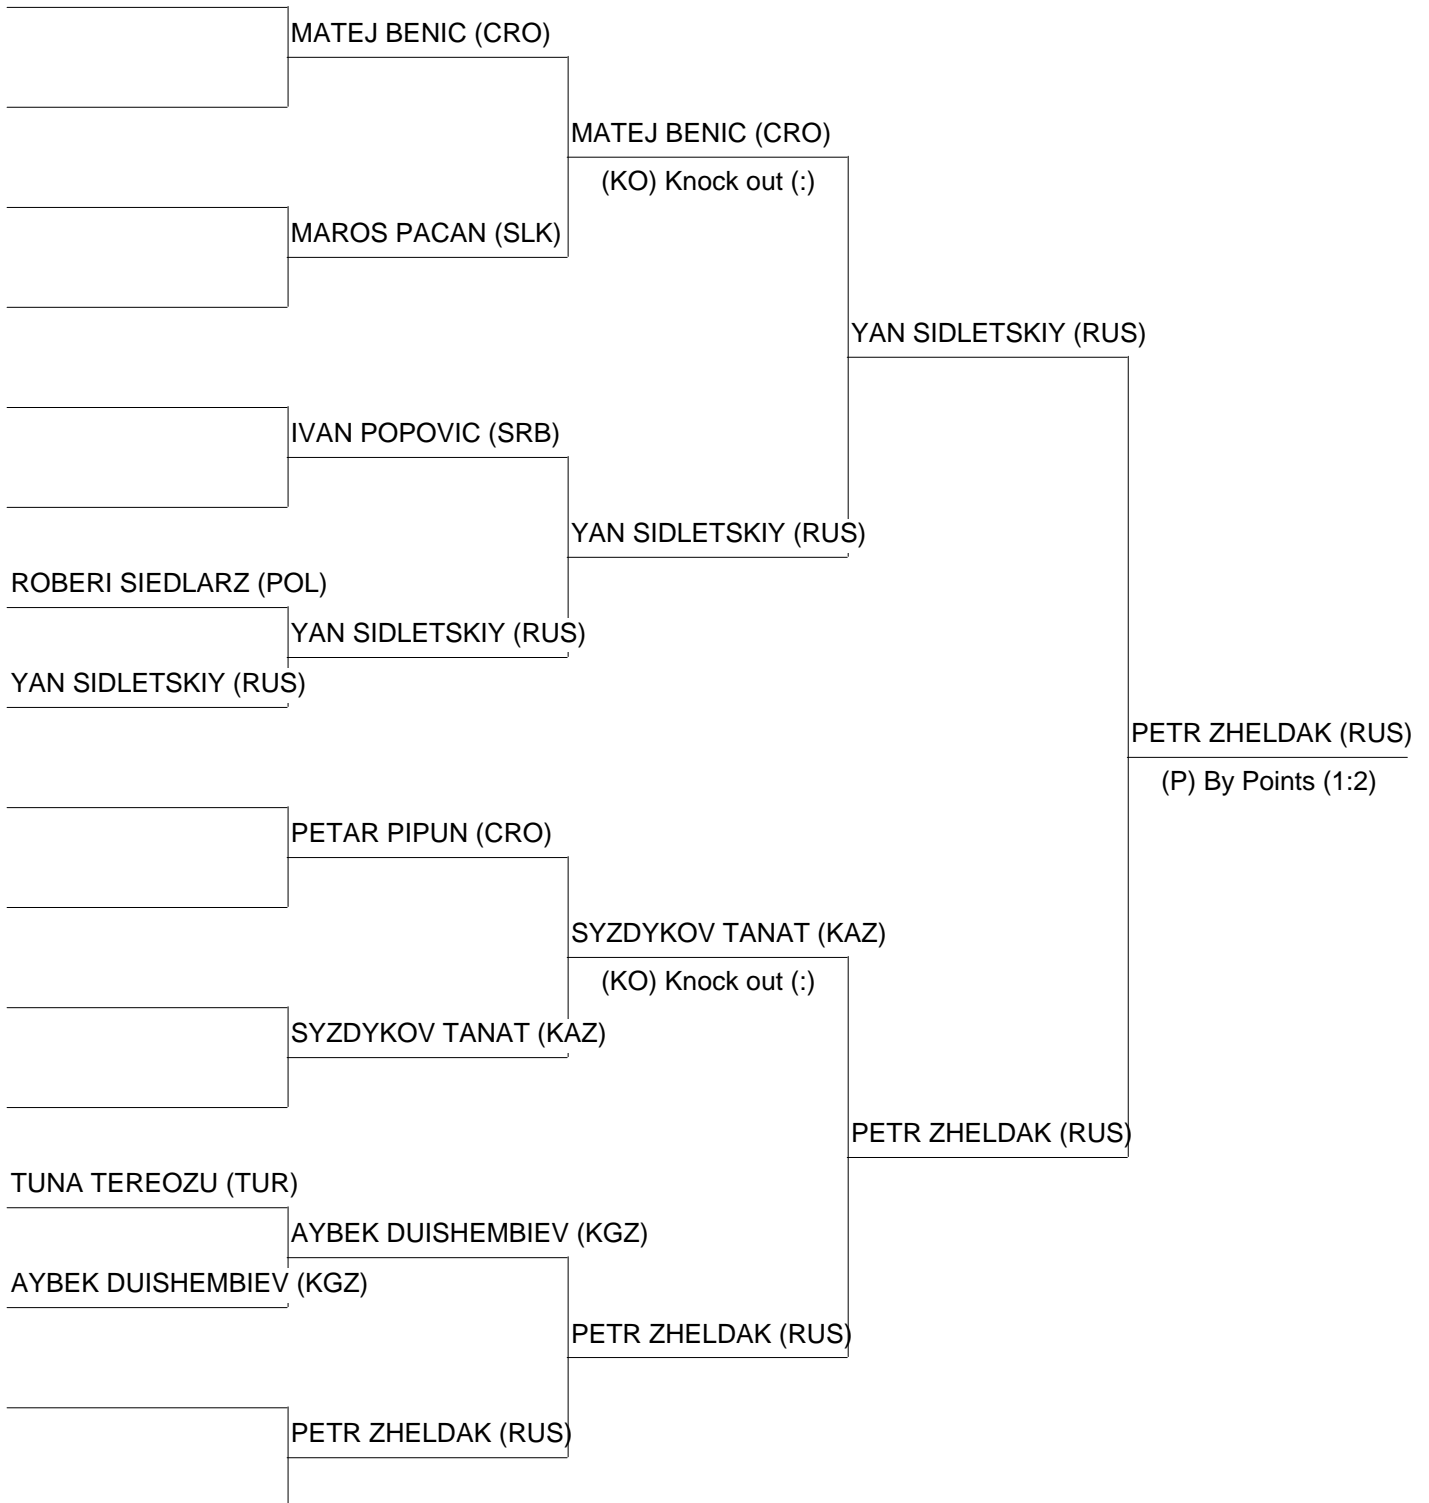 MATEJ BENIC (CRO)
MATEJ BENIC (CRO)
(KO) Knock out (:)
MAROS PACAN (SLK)
YAN SIDLETSKIY (RUS)
IVAN POPOVIC (SRB)
YAN SIDLETSKIY (RUS)
ROBERI SIEDLARZ (POL)
YAN SIDLETSKIY (RUS)
YAN SIDLETSKIY (RUS)
PETR ZHELDAK (RUS)
(P) By Points (1:2)
PETAR PIPUN (CRO)
SYZDYKOV TANAT (KAZ)
(KO) Knock out (:)
SYZDYKOV TANAT (KAZ)
PETR ZHELDAK (RUS)
TUNA TEREOZU (TUR)
AYBEK DUISHEMBIEV (KGZ)
AYBEK DUISHEMBIEV (KGZ)
PETR ZHELDAK (RUS)
PETR ZHELDAK (RUS)